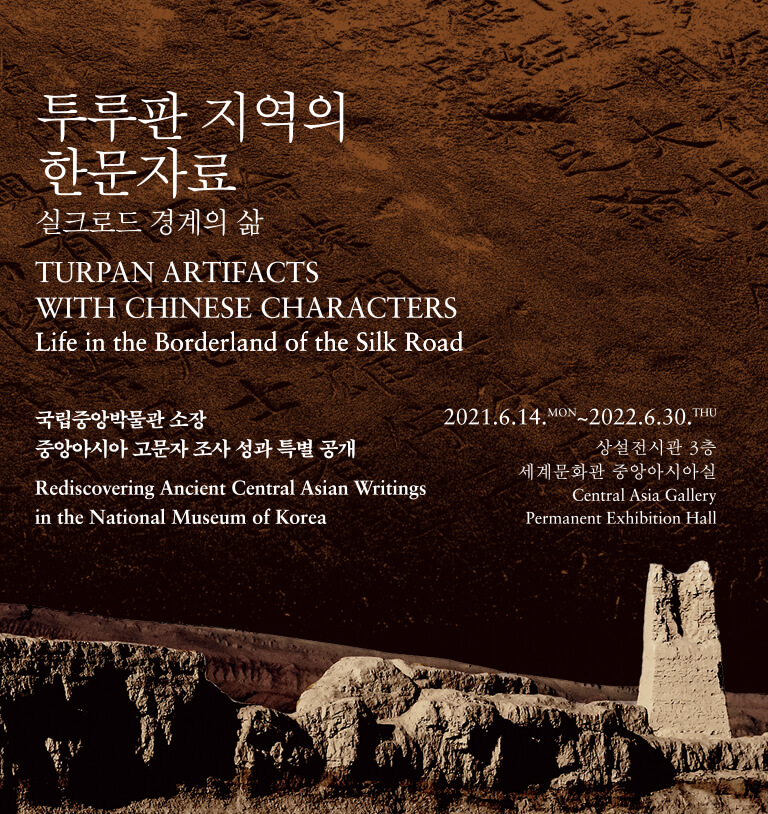 투루판 지역의
한문자료
실크로드 경계의 삶
TURPAN ARTIFACTS
WITH CHINESE CHARACTERS
Life in the Borderland of the Silk Road
국립중앙박물관 소장
중앙아시아 고문자 조사 성과 특별 공개
Rediscovering Ancient Central Asian Writings
in the National Museum of Korea
2021.6.14.MON~2022.6.30.THU
상설전시관 3층
세계문화관 중앙아시아실
Central Asia Gallery
Permanent Exhibition Hall